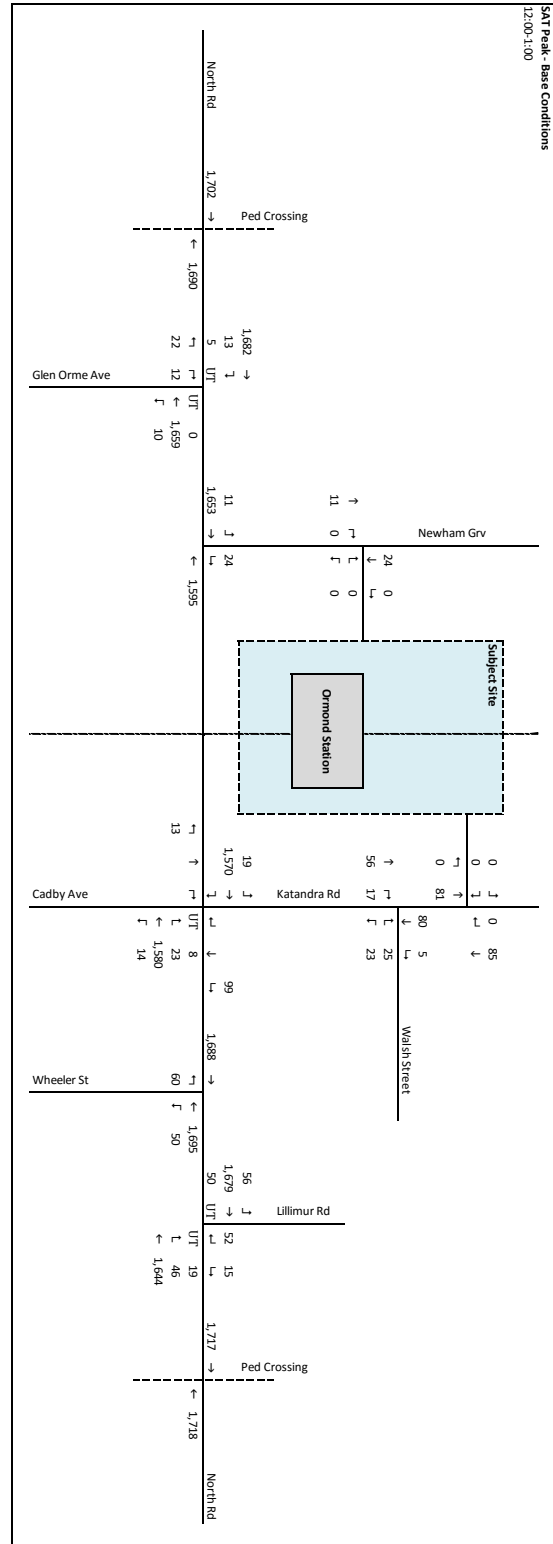 SAT Peak - Base Conditions
12:00-1:00
North Rd
1,702 ↓
Ped Crossing
↑ 1,690
22
12
5 UT
13
1,682
Glen Orme Ave
UT 0
1,659
10
1,653
11
11
0
Newham Grv
24
1,595
24
0
0
0
Subject Site
Ormond Station
13
1,570
19
56
17
0
81
0
0
Cadby Ave
Katandra Rd
UT 8
23
1,580
14
99
80
5
25
23
0
85
Walsh Street
1,688
60
Wheeler St
1,695
50
50 UT
1,679
56
Lillimur Rd
52
15
UT 19
46
1,644
1,717
Ped Crossing
1,718
North Rd